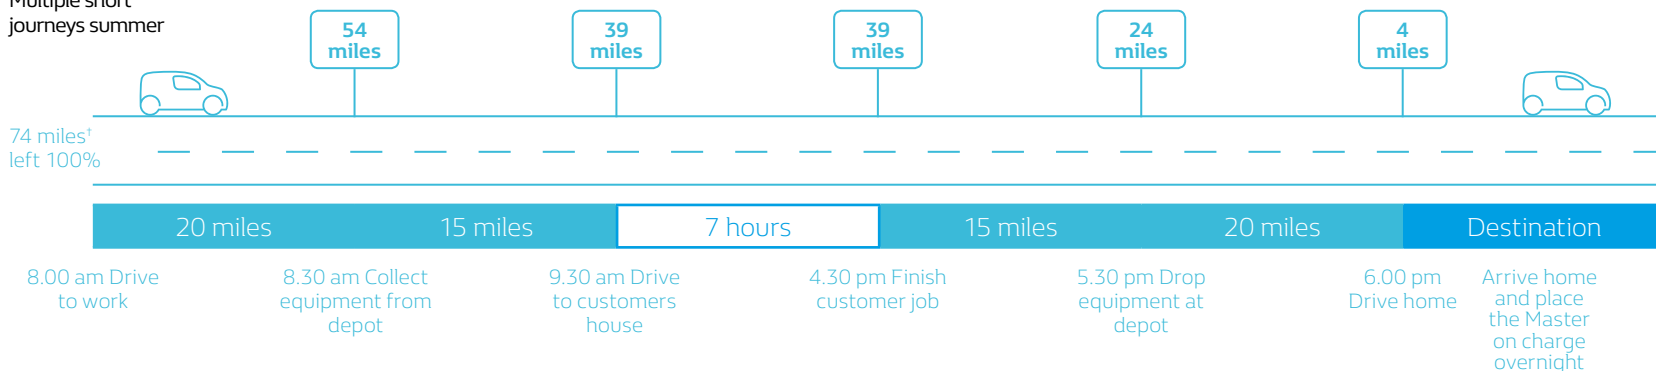 Multiple short
journeys summer
54
miles
39
miles
39
miles
24
miles
4
miles
74 miles†
left 100%
20 miles
15 miles
7 hours
15 miles
20 miles
Destination
8.00 am Drive
to work
8.30 am Collect
equipment from
depot
9.30 am Drive
to customers
house
4.30 pm Finish
customer job
5.30 pm Drop
equipment at
depot
6.00 pm
Drive home
Arrive home
and place
the Master
on charge
overnight